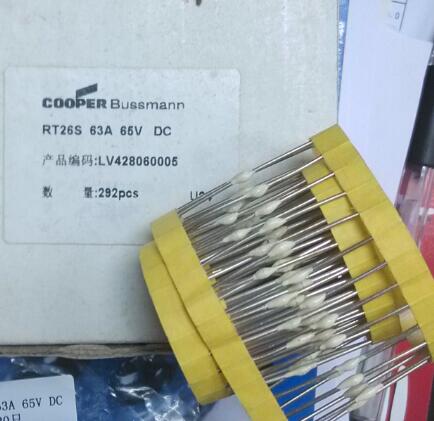 COOPER Bussmann
RT26S 63A 65V DC
产品编码:LV428060005
数 量:292pcs
63A 65V DC